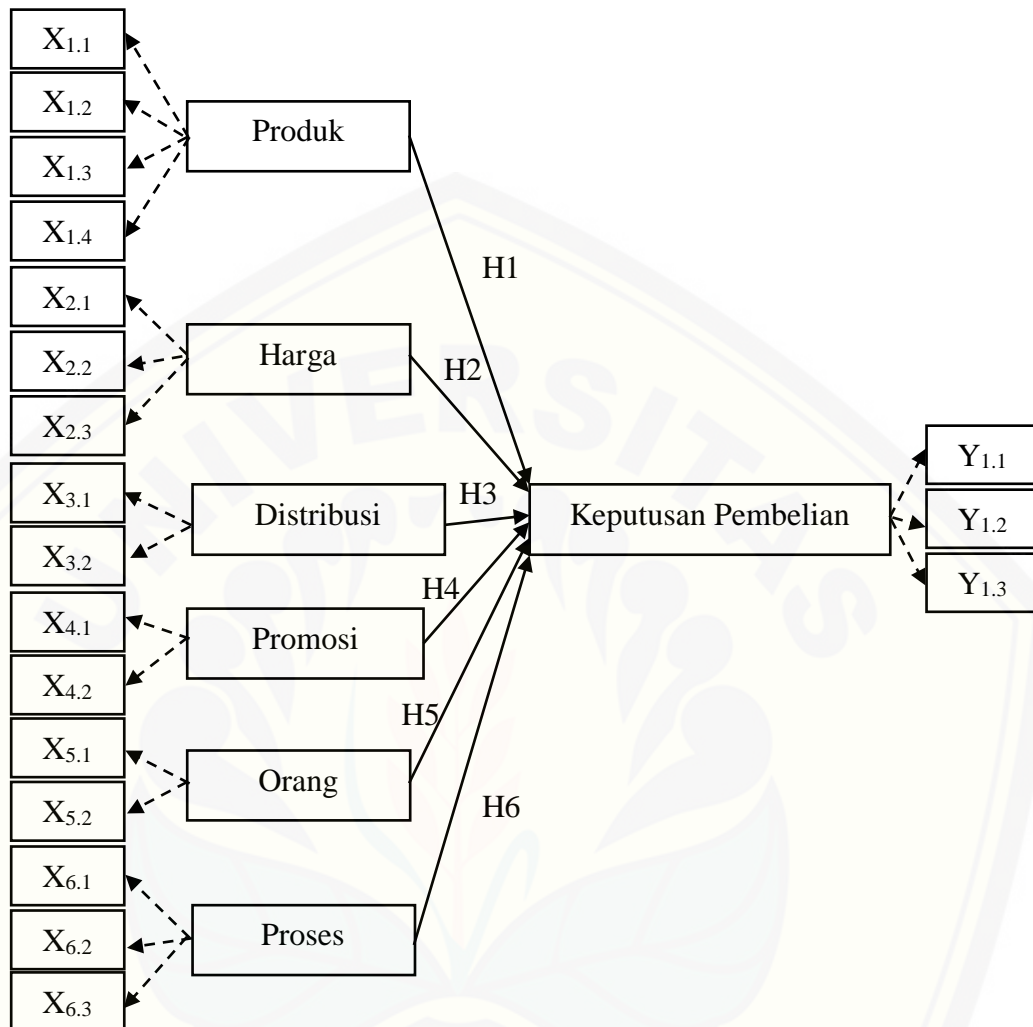 X1.1
X1.2
X1.3
X1.4
Produk
H1
X2.1
X2.2
X2.3
Harga
H2
X3.1
X3.2
Distribusi
H3
Keputusan Pembelian
Y1.1
Y1.2
Y1.3
X4.1
X4.2
Promosi
H4
X5.1
X5.2
Orang
H5
X6.1
X6.2
X6.3
Proses
H6
UNIVERSITAS